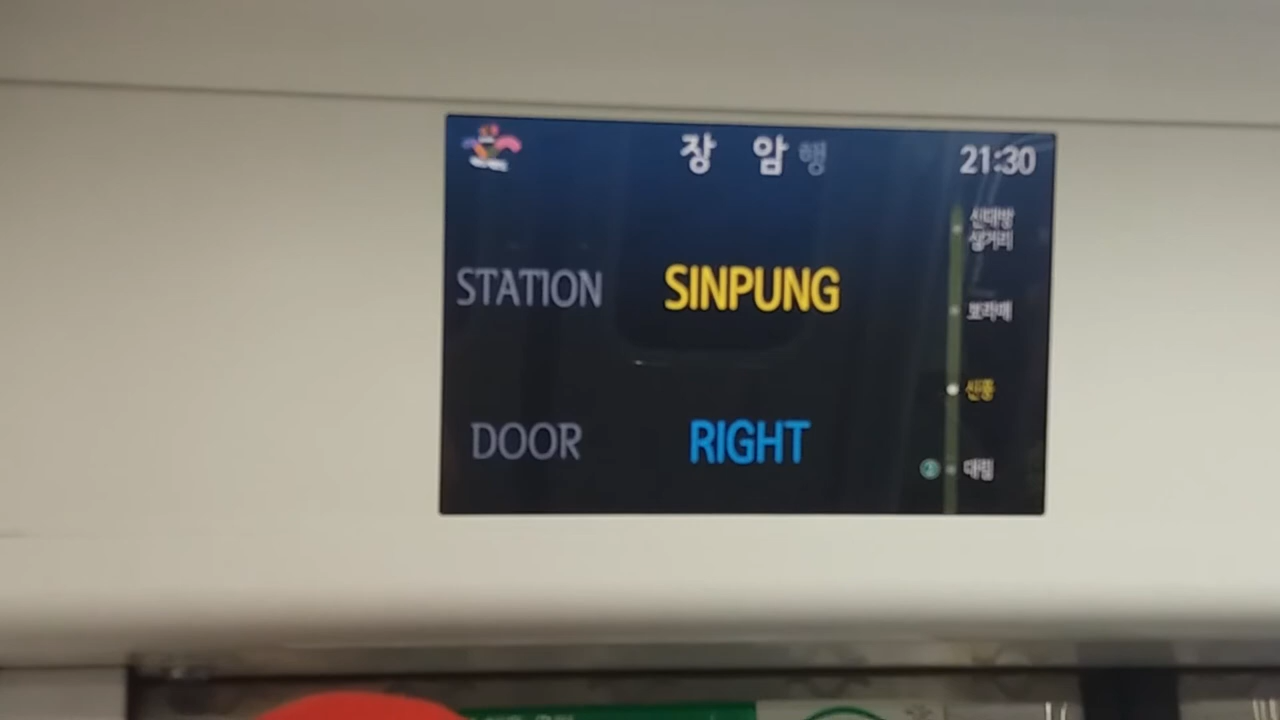 장 암 행
21:30
STATION SINPUNG
DOOR RIGHT
신대방
삼거리
보라매
신풍
② 대림